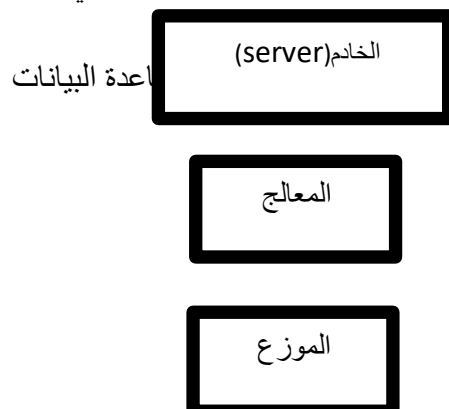 الخادم(server)
اعدة البيانات
المعالج
الموزع